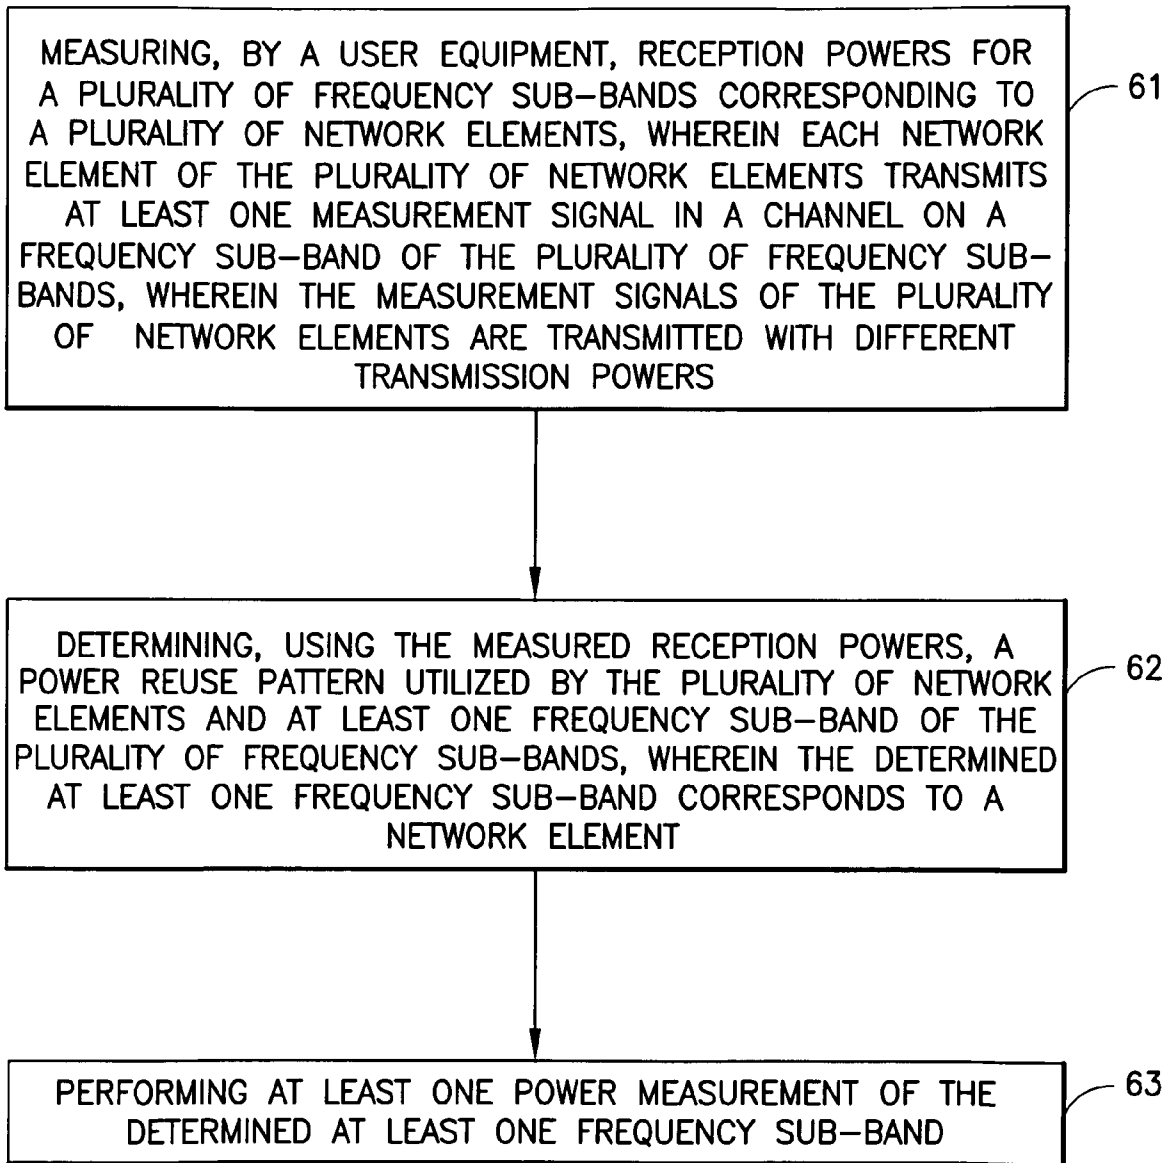 MEASURING, BY A USER EQUIPMENT, RECEPTION POWERS FOR
A PLURALITY OF FREQUENCY SUB-BANDS CORRESPONDING TO
A PLURALITY OF NETWORK ELEMENTS, WHEREIN EACH NETWORK
ELEMENT OF THE PLURALITY OF NETWORK ELEMENTS TRANSMITS
AT LEAST ONE MEASUREMENT SIGNAL IN A CHANNEL ON A
FREQUENCY SUB-BAND OF THE PLURALITY OF FREQUENCY SUB-
BANDS, WHEREIN THE MEASUREMENT SIGNALS OF THE PLURALITY
OF NETWORK ELEMENTS ARE TRANSMITTED WITH DIFFERENT
TRANSMISSION POWERS
61
DETERMINING, USING THE MEASURED RECEPTION POWERS, A
POWER REUSE PATTERN UTILIZED BY THE PLURALITY OF NETWORK
ELEMENTS AND AT LEAST ONE FREQUENCY SUB-BAND OF THE
PLURALITY OF FREQUENCY SUB-BANDS, WHEREIN THE DETERMINED
AT LEAST ONE FREQUENCY SUB-BAND CORRESPONDS TO A
NETWORK ELEMENT
62
PERFORMING AT LEAST ONE POWER MEASUREMENT OF THE
DETERMINED AT LEAST ONE FREQUENCY SUB-BAND
63